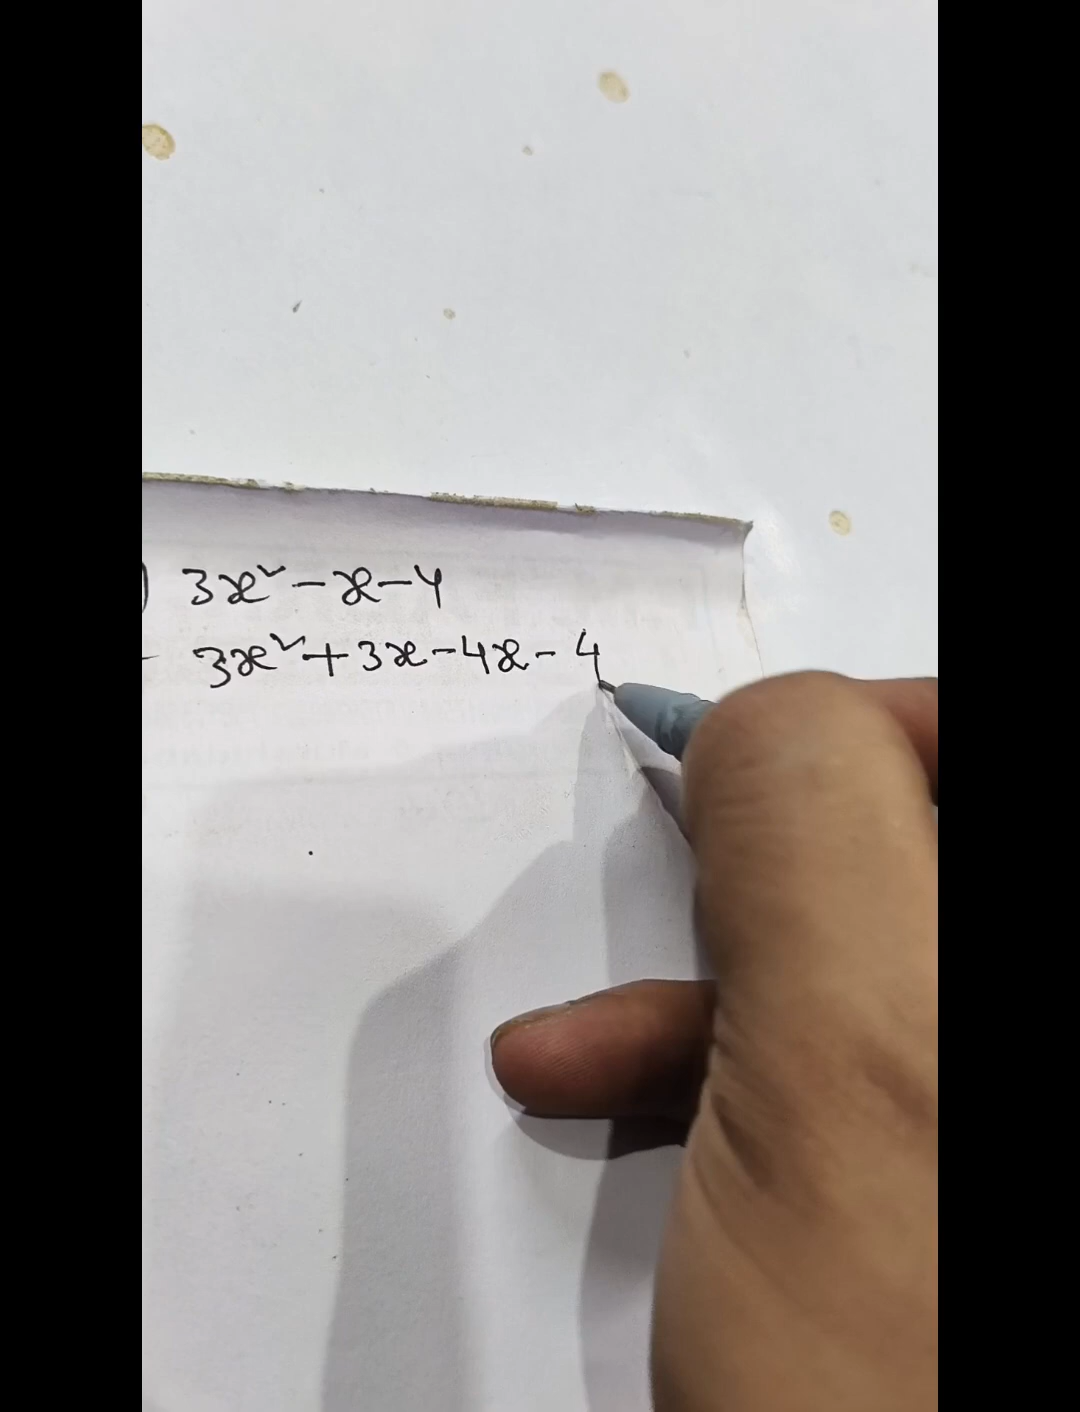 ) 3x² - x - 4
- 3x² + 3x - 4x - 4